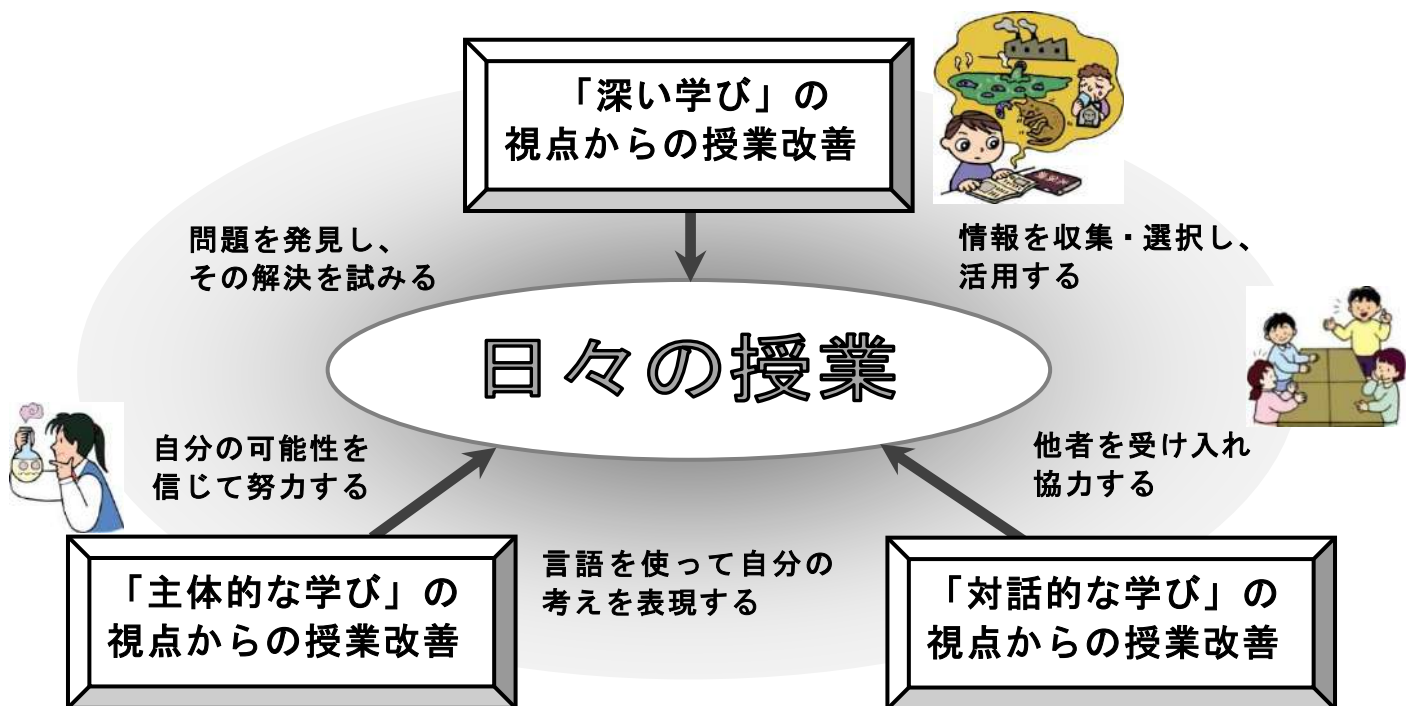 「深い学び」の
視点からの授業改善
問題を発見し、
その解決を試みる
情報を収集・選択し、
活用する
日々の授業
自分の可能性を
信じて努力する
他者を受け入れ
協力する
言語を使って自分の
考えを表現する
「主体的な学び」の
視点からの授業改善
「対話的な学び」の
視点からの授業改善